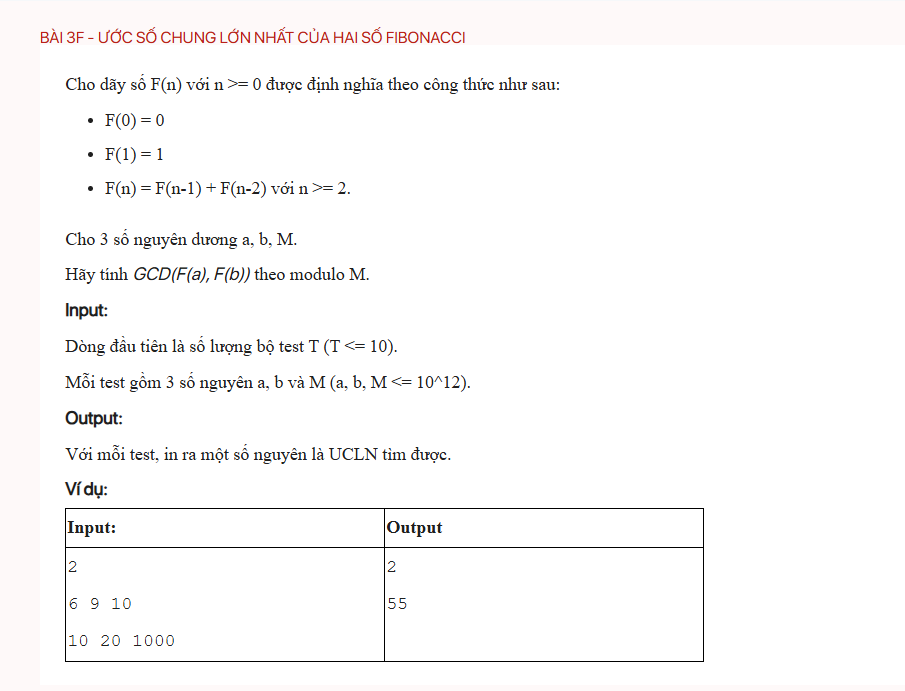 BÀI 3F - ƯỚC SỐ CHUNG LỚN NHẤT CỦA HAI SỐ FIBONACCI
Cho dãy số F(n) với n >= 0 được định nghĩa theo công thức như sau:
• F(0) = 0
• F(1) = 1
• F(n) = F(n-1) + F(n-2) với n >= 2.
Cho 3 số nguyên dương a, b, M.
Hãy tính GCD(F(a), F(b)) theo modulo M.
Input:
Dòng đầu tiên là số lượng bộ test T (T <= 10).
Mỗi test gồm 3 số nguyên a, b và M (a, b, M <= 10^12).
Output:
Với mỗi test, in ra một số nguyên là UCLN tìm được.
Ví dụ:
Input: Output
2 2
6 9 10 55
10 20 1000